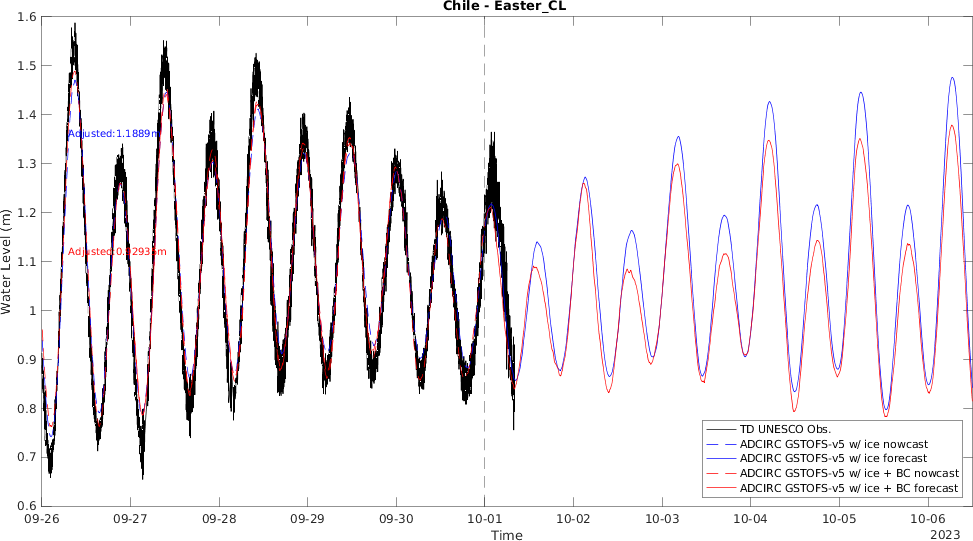 Chile - Easter_CL
Water Level (m)
1.6
1.5
1.4
1.3
1.2
1.1
1
0.9
0.8
0.7
0.6
Adjusted:1.1889m
09-26
09-27
09-28
09-29
09-30
10-01
10-02
10-03
10-04
10-05
10-06
2023
Time
TD UNESCO Obs.
ADCIRC GSTOFS-v5 w/ ice nowcast
ADCIRC GSTOFS-v5 w/ ice forecast
ADCIRC GSTOFS-v5 w/ ice + BC nowcast
ADCIRC GSTOFS-v5 w/ ice + BC forecast